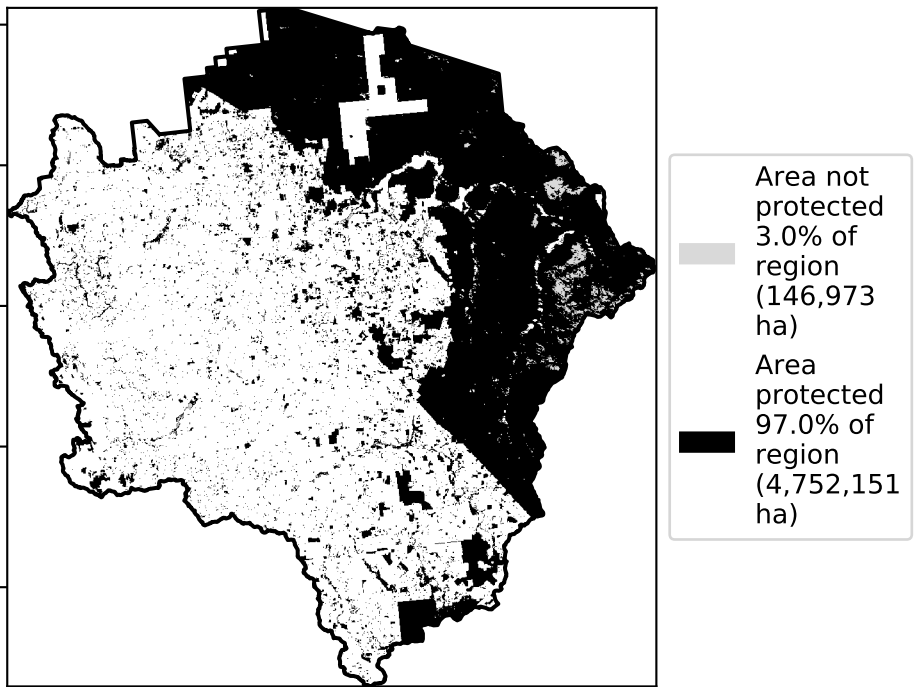 Area not
protected
3.0% of
region
(146,973
ha)
Area
protected
97.0% of
region
(4,752,151
ha)